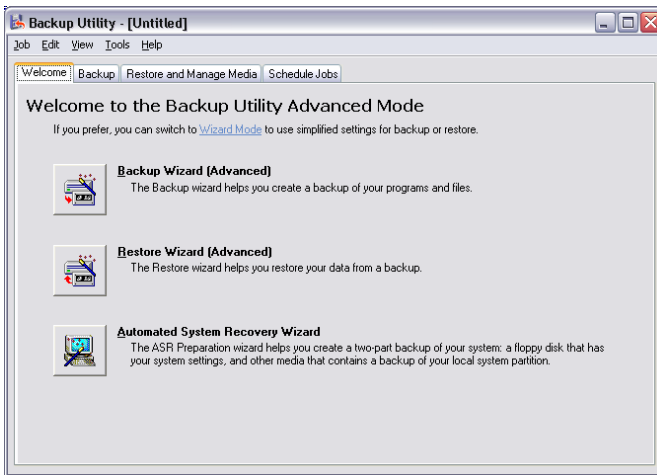 Backup Utility - [Untitled]
Job Edit View Tools Help
Welcome Backup Restore and Manage Media Schedule Jobs
Welcome to the Backup Utility Advanced Mode
If you prefer, you can switch to Wizard Mode to use simplified settings for backup or restore.
Backup Wizard (Advanced)
The Backup wizard helps you create a backup of your programs and files.
Restore Wizard (Advanced)
The Restore wizard helps you restore your data from a backup.
Automated System Recovery Wizard
The ASR Preparation wizard helps you create a two-part backup of your system: a floppy disk that has
your system settings, and other media that contains a backup of your local system partition.